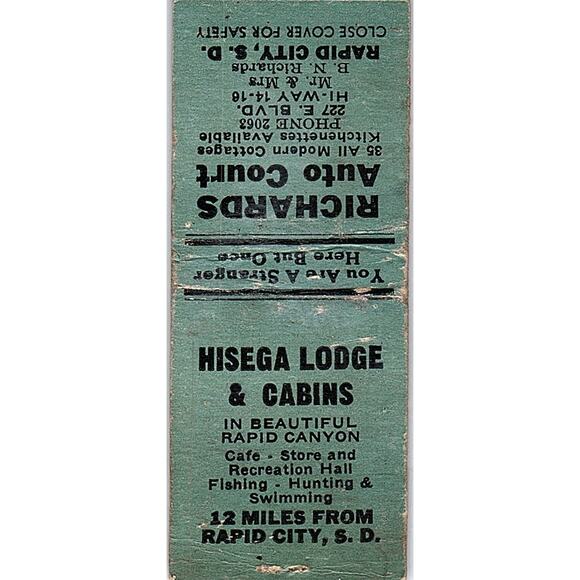 RICHARDS
Auto Court
35 All Modern Cottages
Kitchenettes Available
PHONE 2063
227 E. BLVD.
HI-WAY 14-16
Mr. & Mrs
B. N. Richards
RAPID CITY, S. D.
CLOSE COVER FOR SAFETY
You Are A Stranger
Here But Once
HISEGA LODGE
& CABINS
IN BEAUTIFUL
RAPID CANYON
Cafe - Store and
Recreation Hall
Fishing - Hunting &
Swimming
12 MILES FROM
RAPID CITY, S. D.